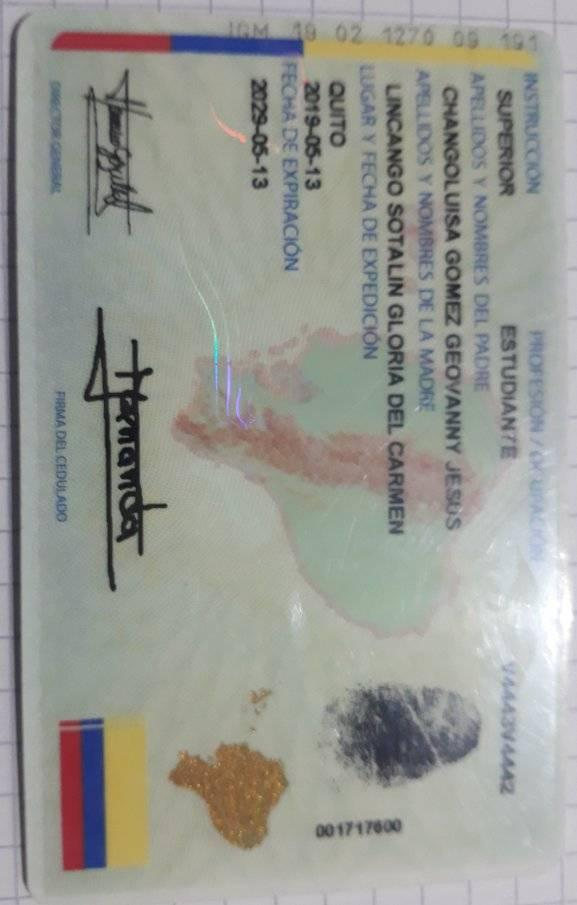 IGM 19 02 1270 09 191
INSTRUCCIÓN PROFESIÓN / OCUPACIÓN
SUPERIOR ESTUDIANTE V4443V4442
APELLIDOS Y NOMBRES DEL PADRE
CHANGOLUISA GOMEZ GEOVANNY JESUS
APELLIDOS Y NOMBRES DE LA MADRE
LINCANGO SOTALIN GLORIA DEL CARMEN
LUGAR Y FECHA DE EXPEDICIÓN
QUITO
2019-05-13
FECHA DE EXPIRACIÓN
2029-05-13
001717600
Fernanda
DIRECTOR GENERAL
FIRMA DEL CEDULADO